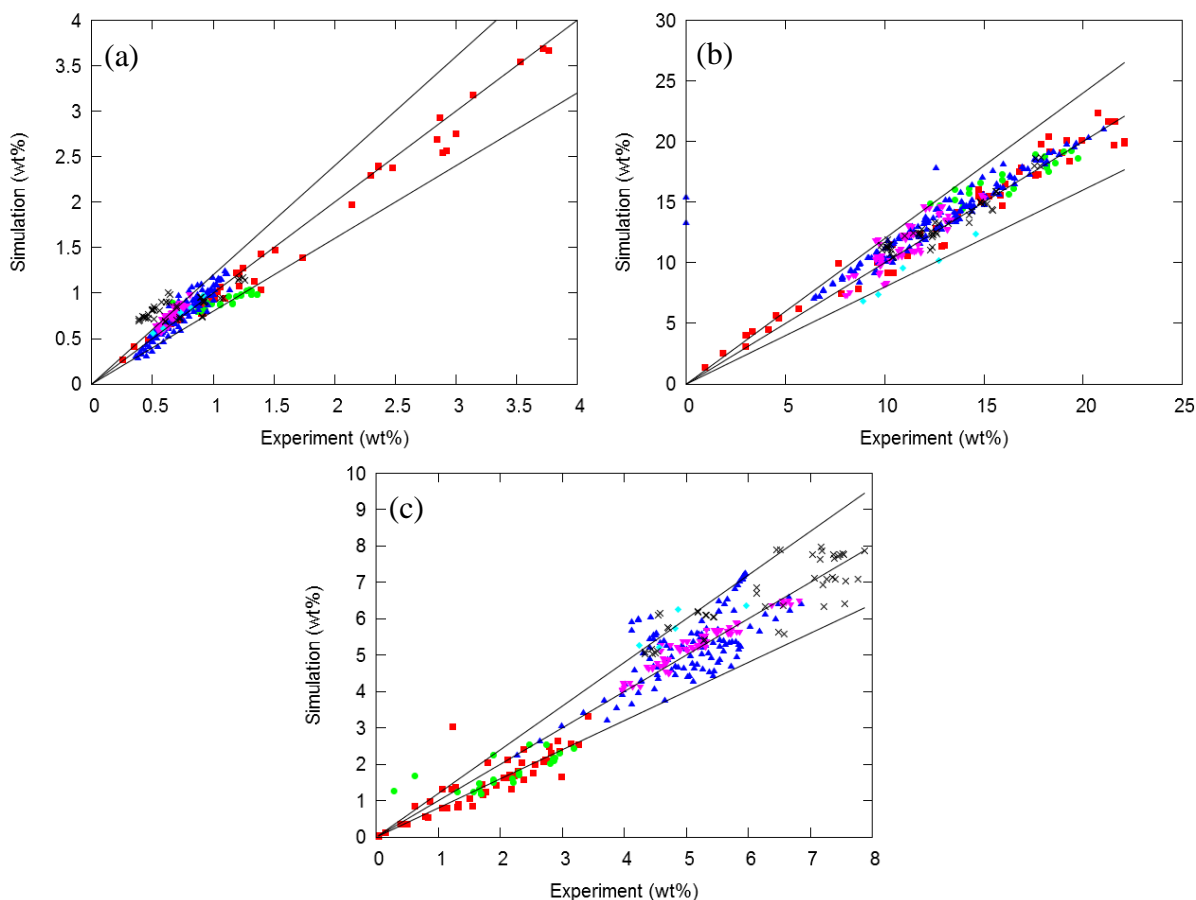 (a)
Simulation (wt%)
4
3.5
3
2.5
2
1.5
1
0.5
0
0 0.5 1 1.5 2 2.5 3 3.5 4
Experiment (wt%)
(b)
Simulation (wt%)
30
25
20
15
10
5
0
0 5 10 15 20 25
Experiment (wt%)
(c)
Simulation (wt%)
10
9
8
7
6
5
4
3
2
1
0
0 1 2 3 4 5 6 7 8
Experiment (wt%)